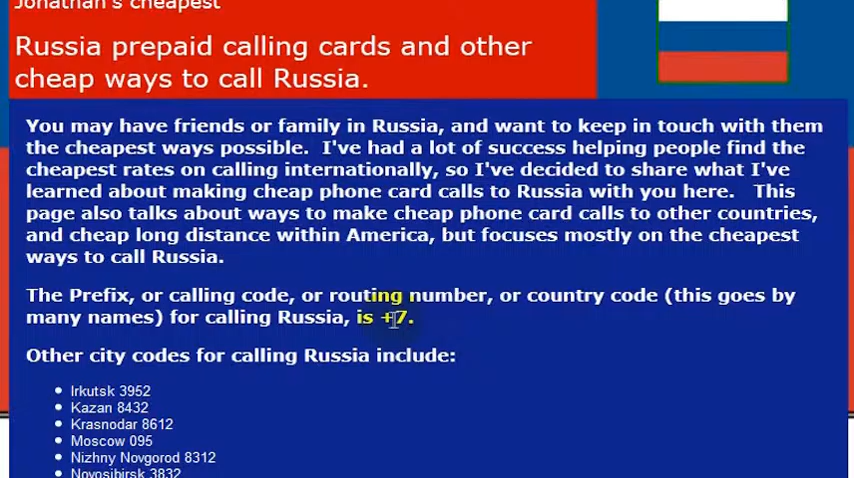 Jonathan's cheapest
Russia prepaid calling cards and other
cheap ways to call Russia.
You may have friends or family in Russia, and want to keep in touch with them
the cheapest ways possible.  I've had a lot of success helping people find the
cheapest rates on calling internationally, so I've decided to share what I've
learned about making cheap phone card calls to Russia with you here.   This
page also talks about ways to make cheap phone card calls to other countries,
and cheap long distance within America, but focuses mostly on the cheapest
ways to call Russia.
The Prefix, or calling code, or routing number, or country code (this goes by
many names) for calling Russia, is +7.
Other city codes for calling Russia include:
Irkutsk 3952
Kazan 8432
Krasnodar 8612
Moscow 095
Nizhny Novgorod 8312
Novosibirsk 3832